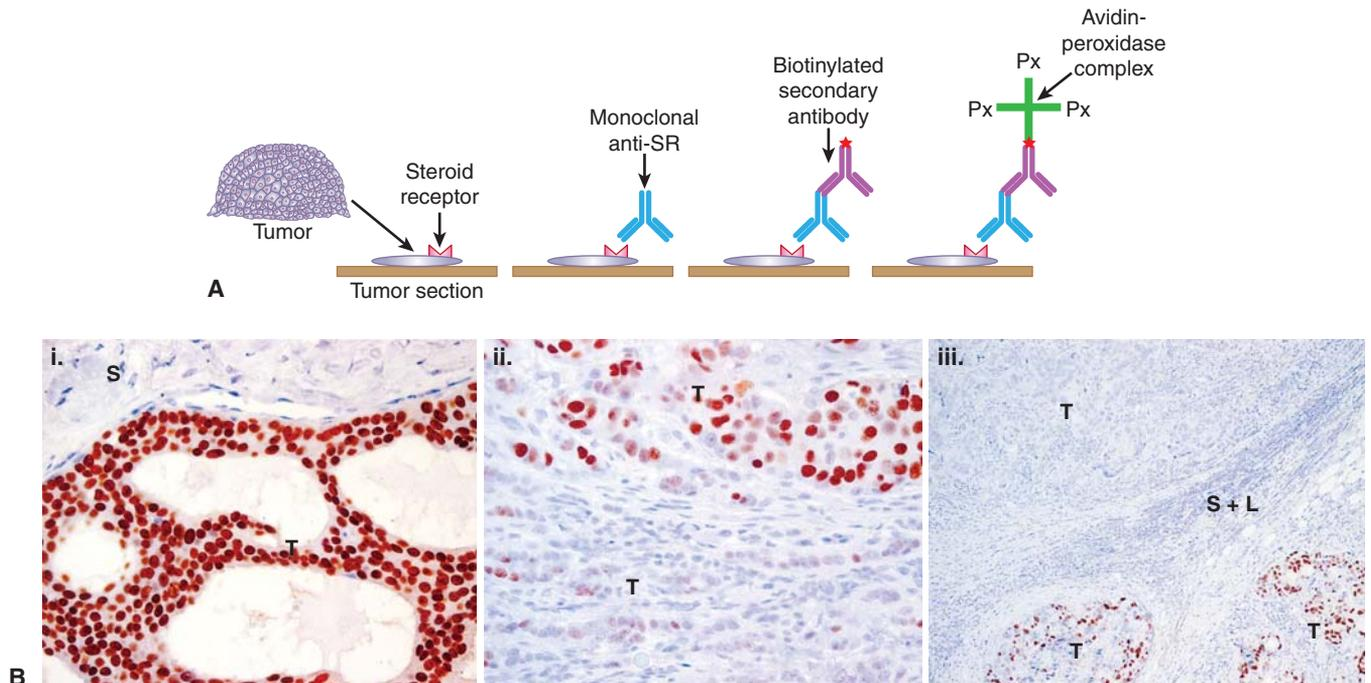 Avidin-
peroxidase
complex
Px
Px
Px
Biotinylated
secondary
antibody
Monoclonal
anti-SR
Steroid
receptor
Tumor
Tumor section
A
i.
S
T
ii.
T
T
iii.
T
S + L
T
T
B